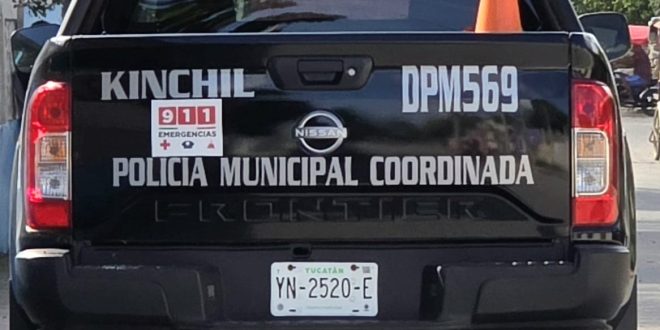 KINCHIL
DPM569
911
EMERGENCIAS
NISSAN
POLICIA MUNICIPAL COORDINADA
FRONTIER
YUCATÁN
YN-2520-E